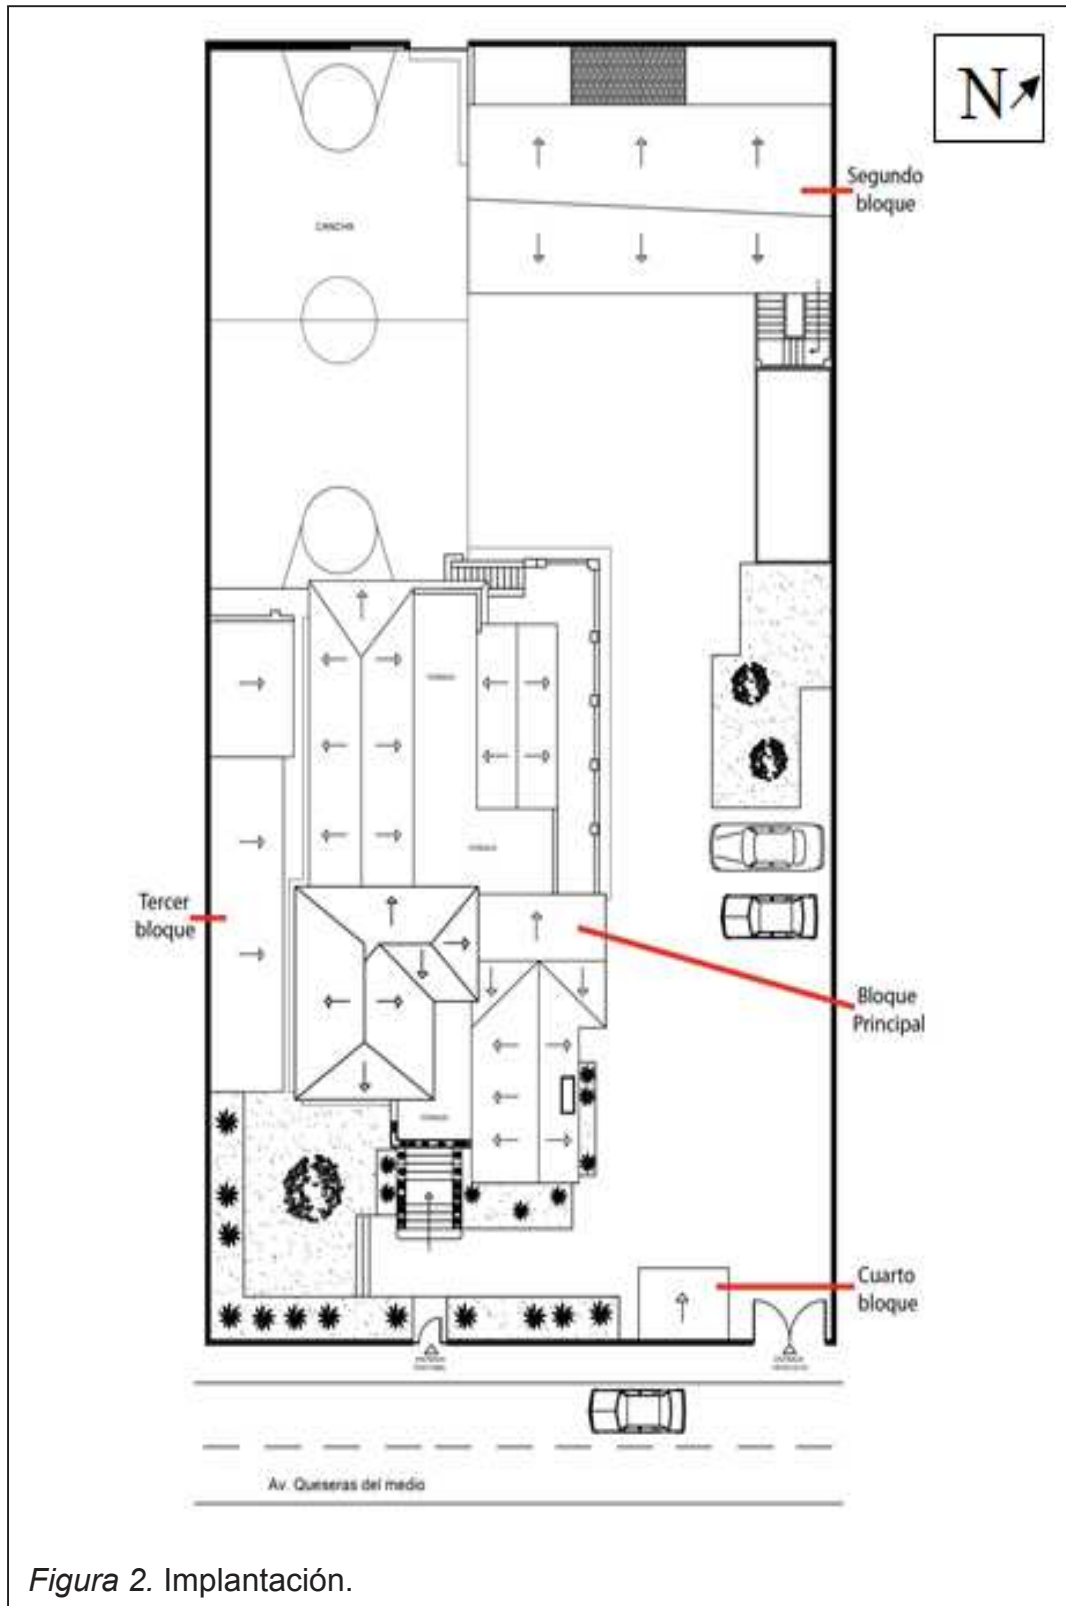 N
Segundo
bloque
CANCHA
Tercer
bloque
Bloque
Principal
Cuarto
bloque
Av. Queseras del medio
Figura 2. Implantación.